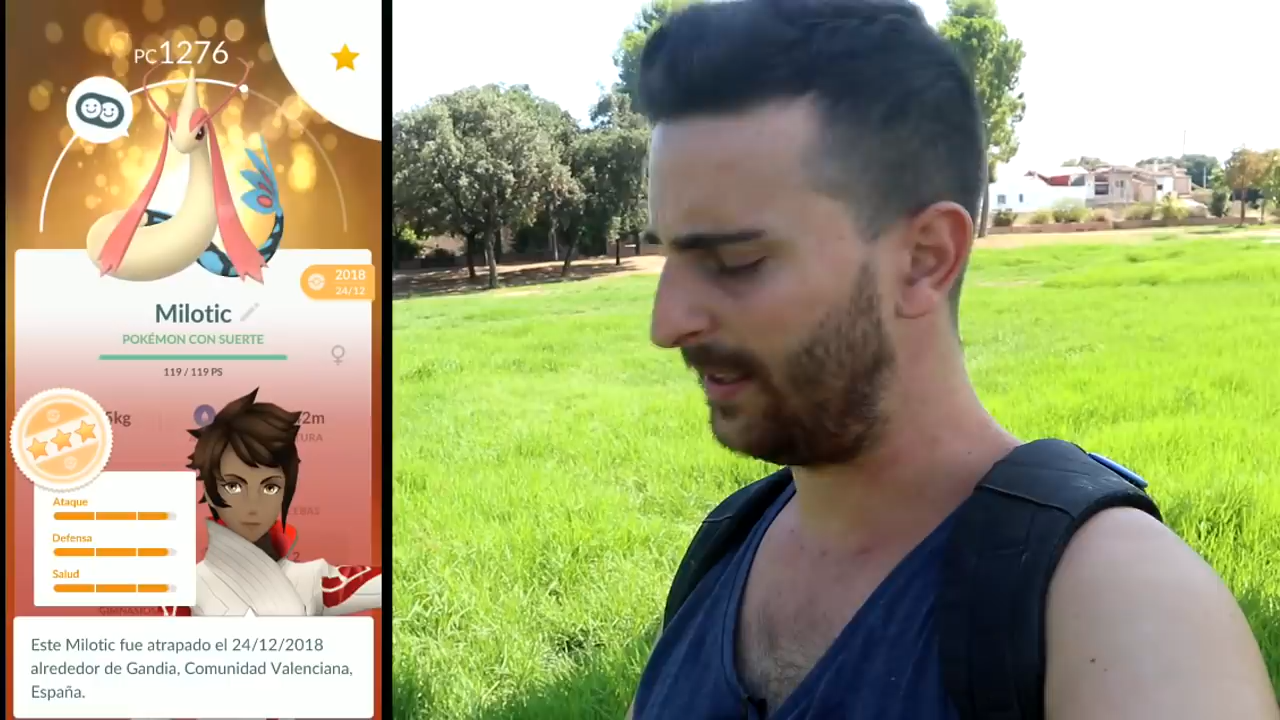 PC1276
2018
24/12
Milotic
POKÉMON CON SUERTE
119 / 119 PS
Ataque
Defensa
Salud
Este Milotic fue atrapado el 24/12/2018
alrededor de Gandia, Comunidad Valenciana,
España.